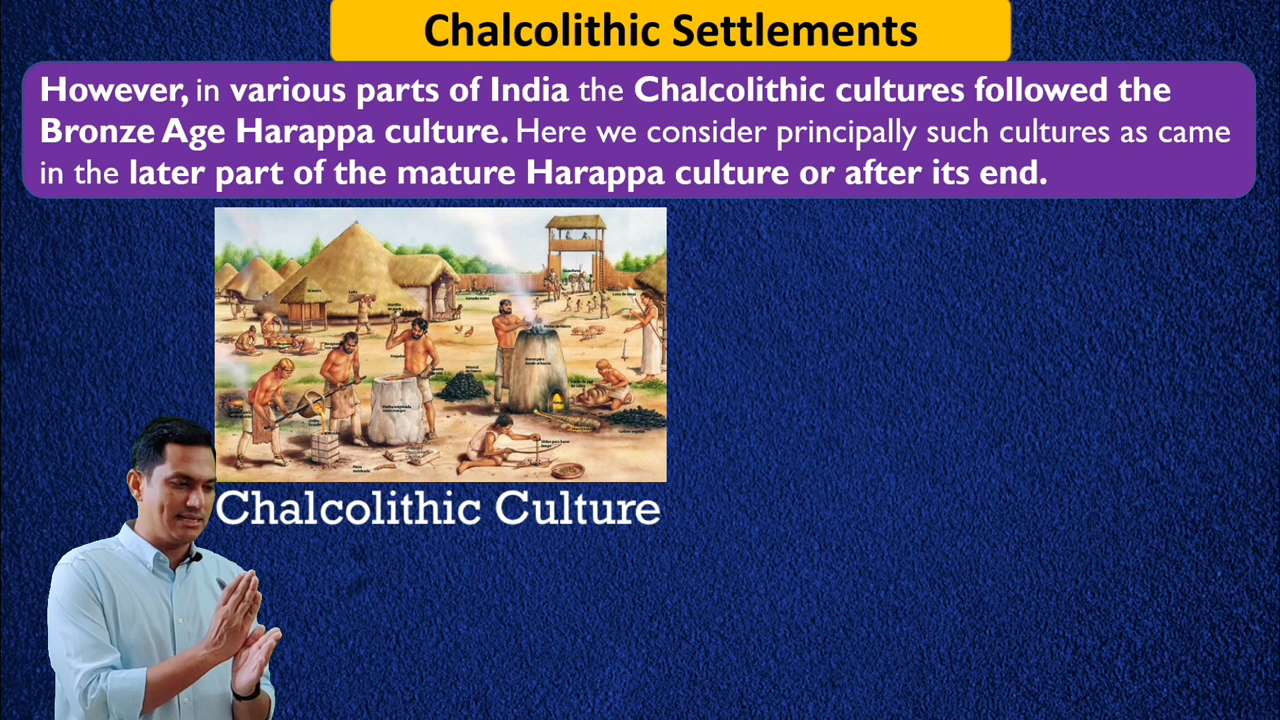 Chalcolithic Settlements
However, in various parts of India the Chalcolithic cultures followed the
Bronze Age Harappa culture. Here we consider principally such cultures as came
in the later part of the mature Harappa culture or after its end.
Chalcolithic Culture